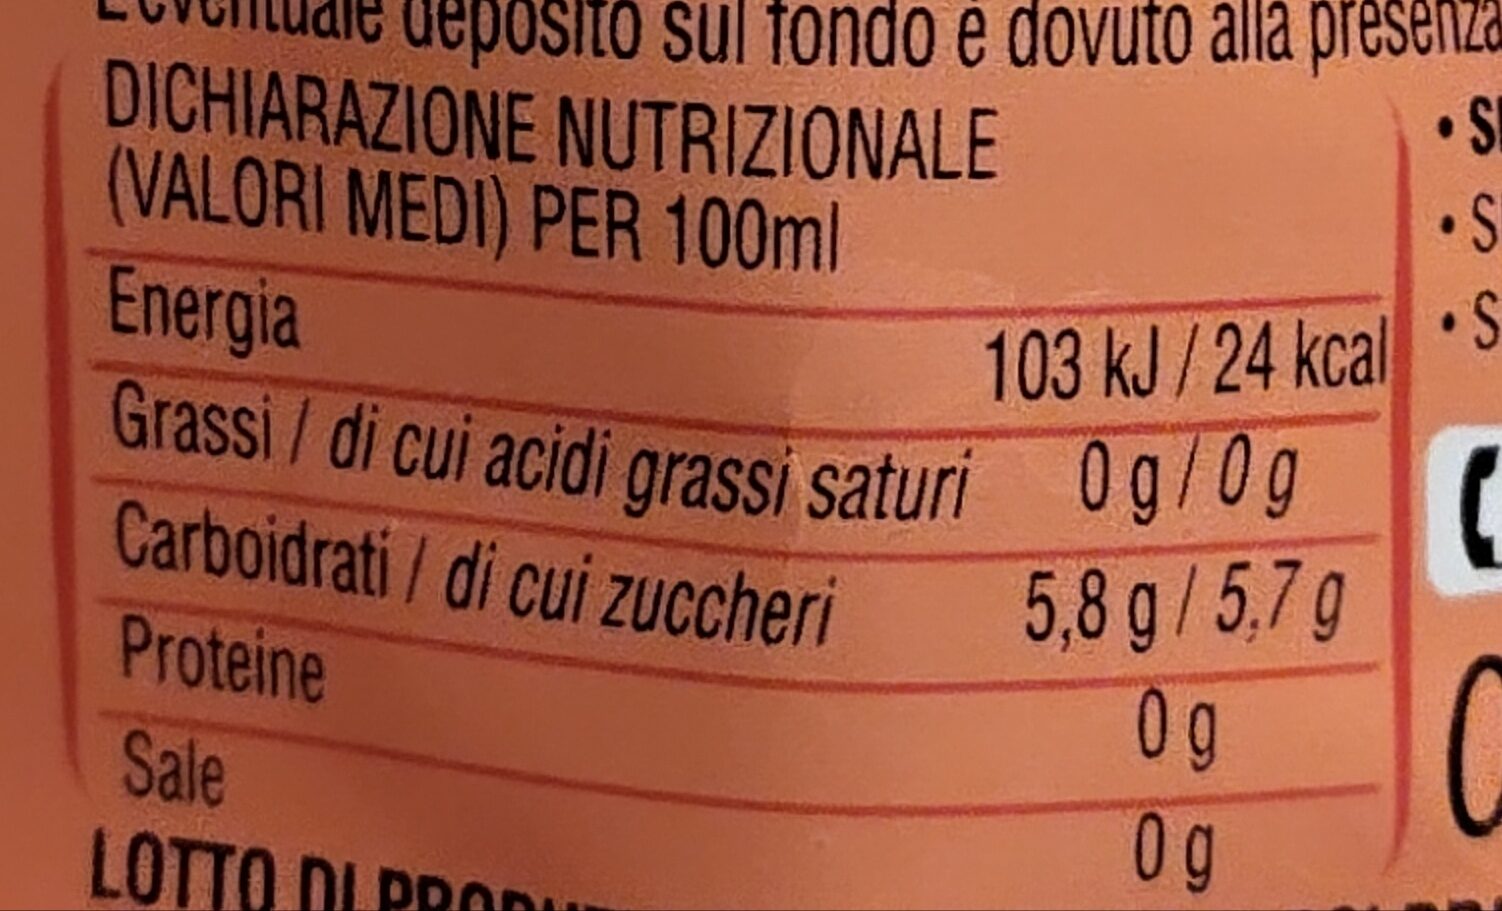 L'eventuale deposito sul fondo è dovuto alla presenza
DICHIARAZIONE NUTRIZIONALE
(VALORI MEDI) PER 100ml
Energia 103 kJ / 24 kcal
Grassi / di cui acidi grassi saturi 0 g / 0 g
Carboidrati / di cui zuccheri 5,8 g / 5,7 g
Proteine 0 g
Sale 0 g
LOTTO DI